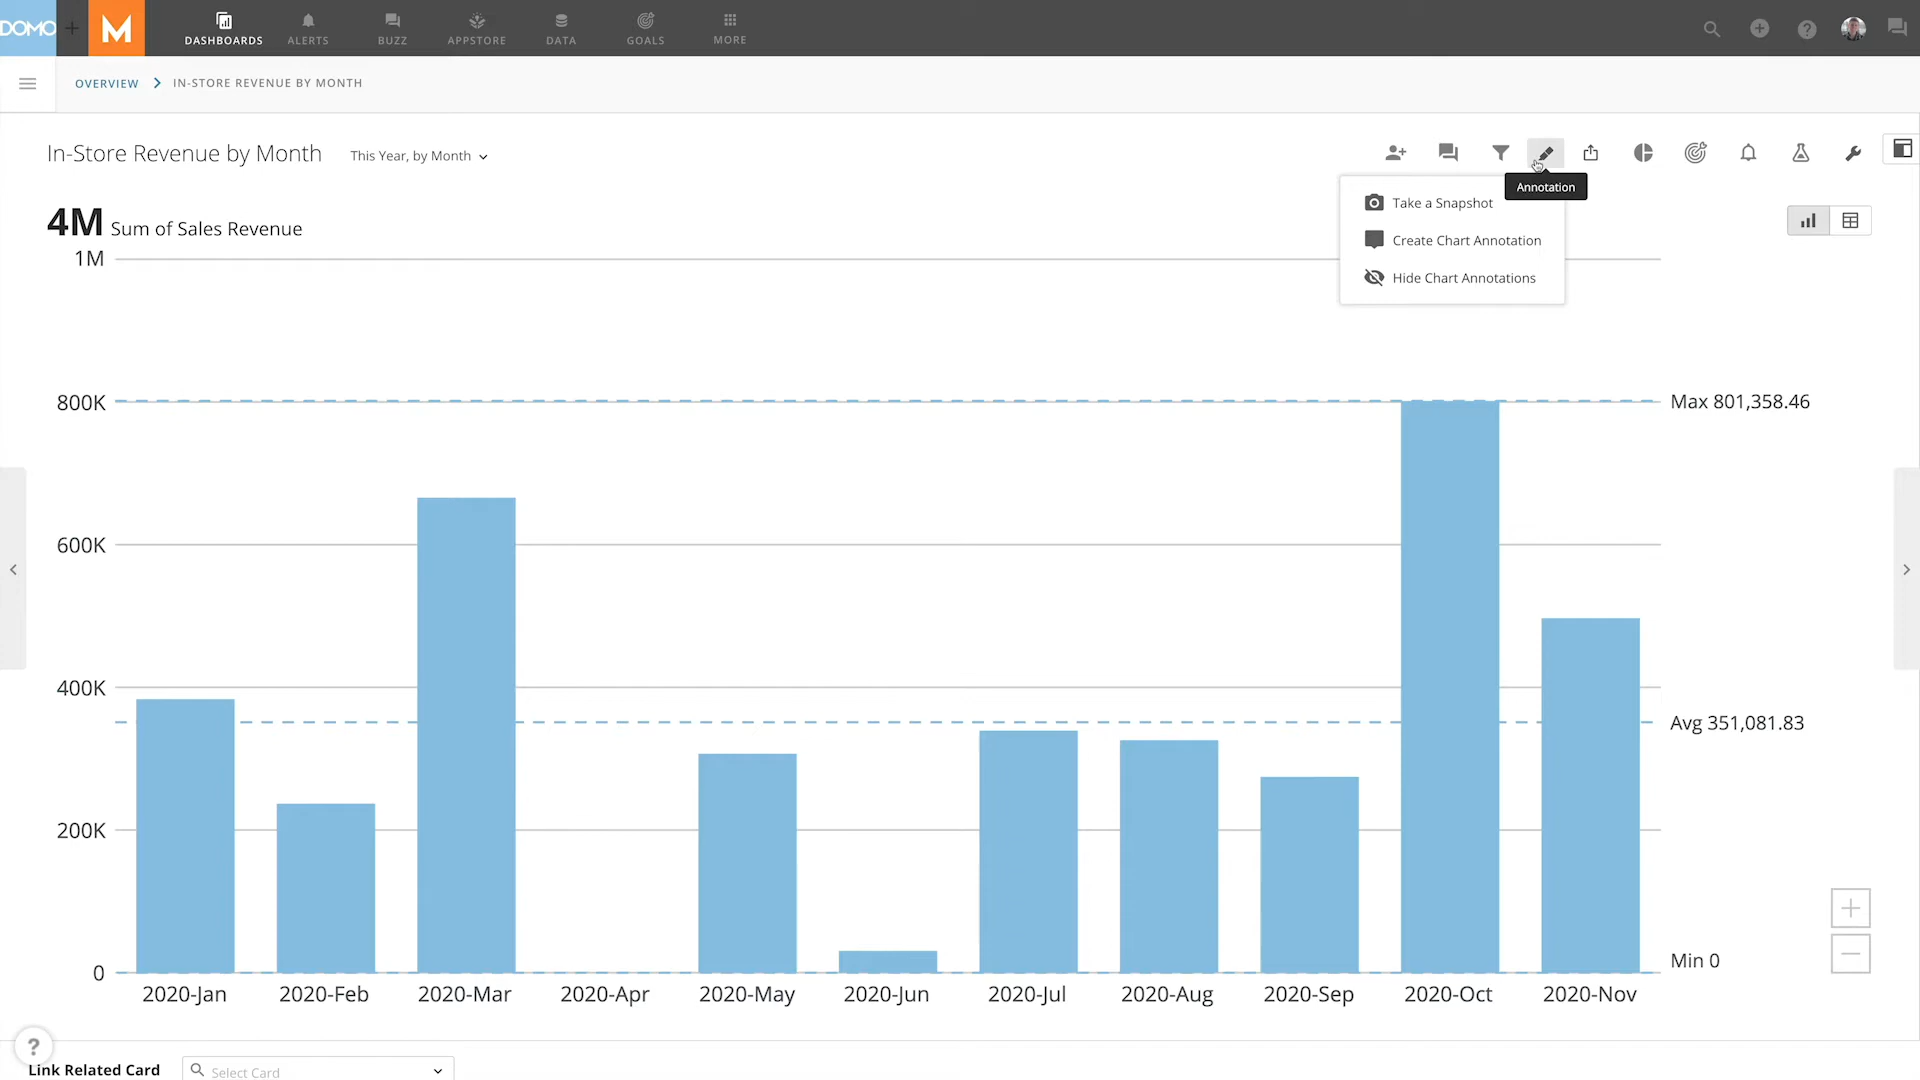 DOMO
M
DASHBOARDS
ALERTS
BUZZ
APPSTORE
DATA
GOALS
MORE
OVERVIEW > IN-STORE REVENUE BY MONTH
In-Store Revenue by Month
This Year, by Month
Annotation
Take a Snapshot
Create Chart Annotation
Hide Chart Annotations
4M Sum of Sales Revenue
1M
800K
Max 801,358.46
600K
400K
Avg 351,081.83
200K
0
Min 0
2020-Jan
2020-Feb
2020-Mar
2020-Apr
2020-May
2020-Jun
2020-Jul
2020-Aug
2020-Sep
2020-Oct
2020-Nov
?
Link Related Card
Select Card